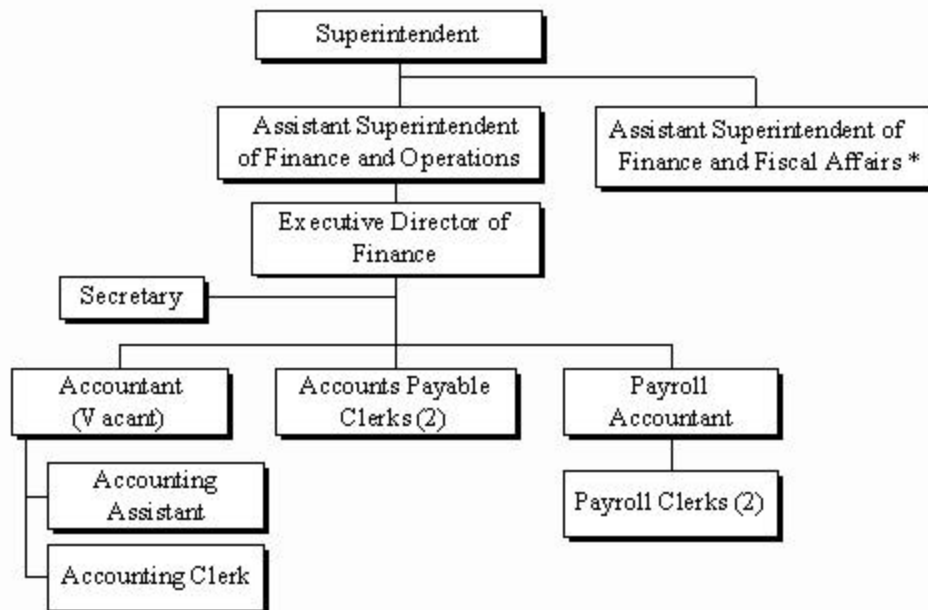 Superintendent
Assistant Superintendent
of Finance and Operations
Assistant Superintendent of
Finance and Fiscal Affairs *
Executive Director of
Finance
Secretary
Accountant
(Vacant)
Accounts Payable
Clerks (2)
Payroll
Accountant
Accounting
Assistant
Payroll Clerks (2)
Accounting Clerk